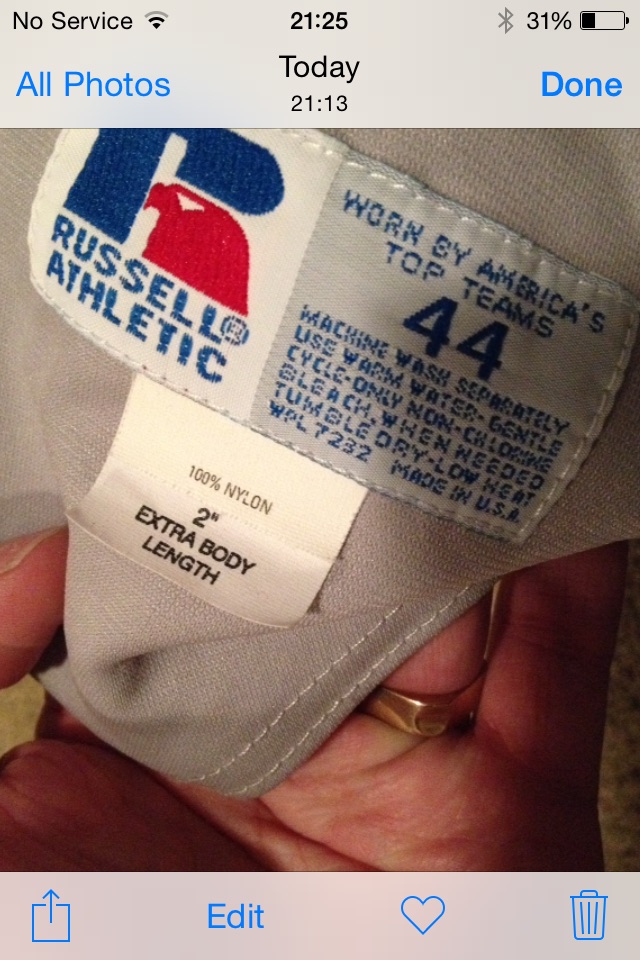 No Service 21:25 31%
All Photos Today Done
21:13
RUSSELL®
ATHLETIC
WORN BY AMERICA'S
TOP TEAMS
44
MACHINE WASH SEPARATELY
USE WARM WATER-GENTLE
CYCLE-ONLY NON-CHLORINE
BLEACH, WHEN NEEDED
TUMBLE DRY-LOW HEAT
WPL 7232 MADE IN U.S.A.
100% NYLON
2"
EXTRA BODY
LENGTH
Edit